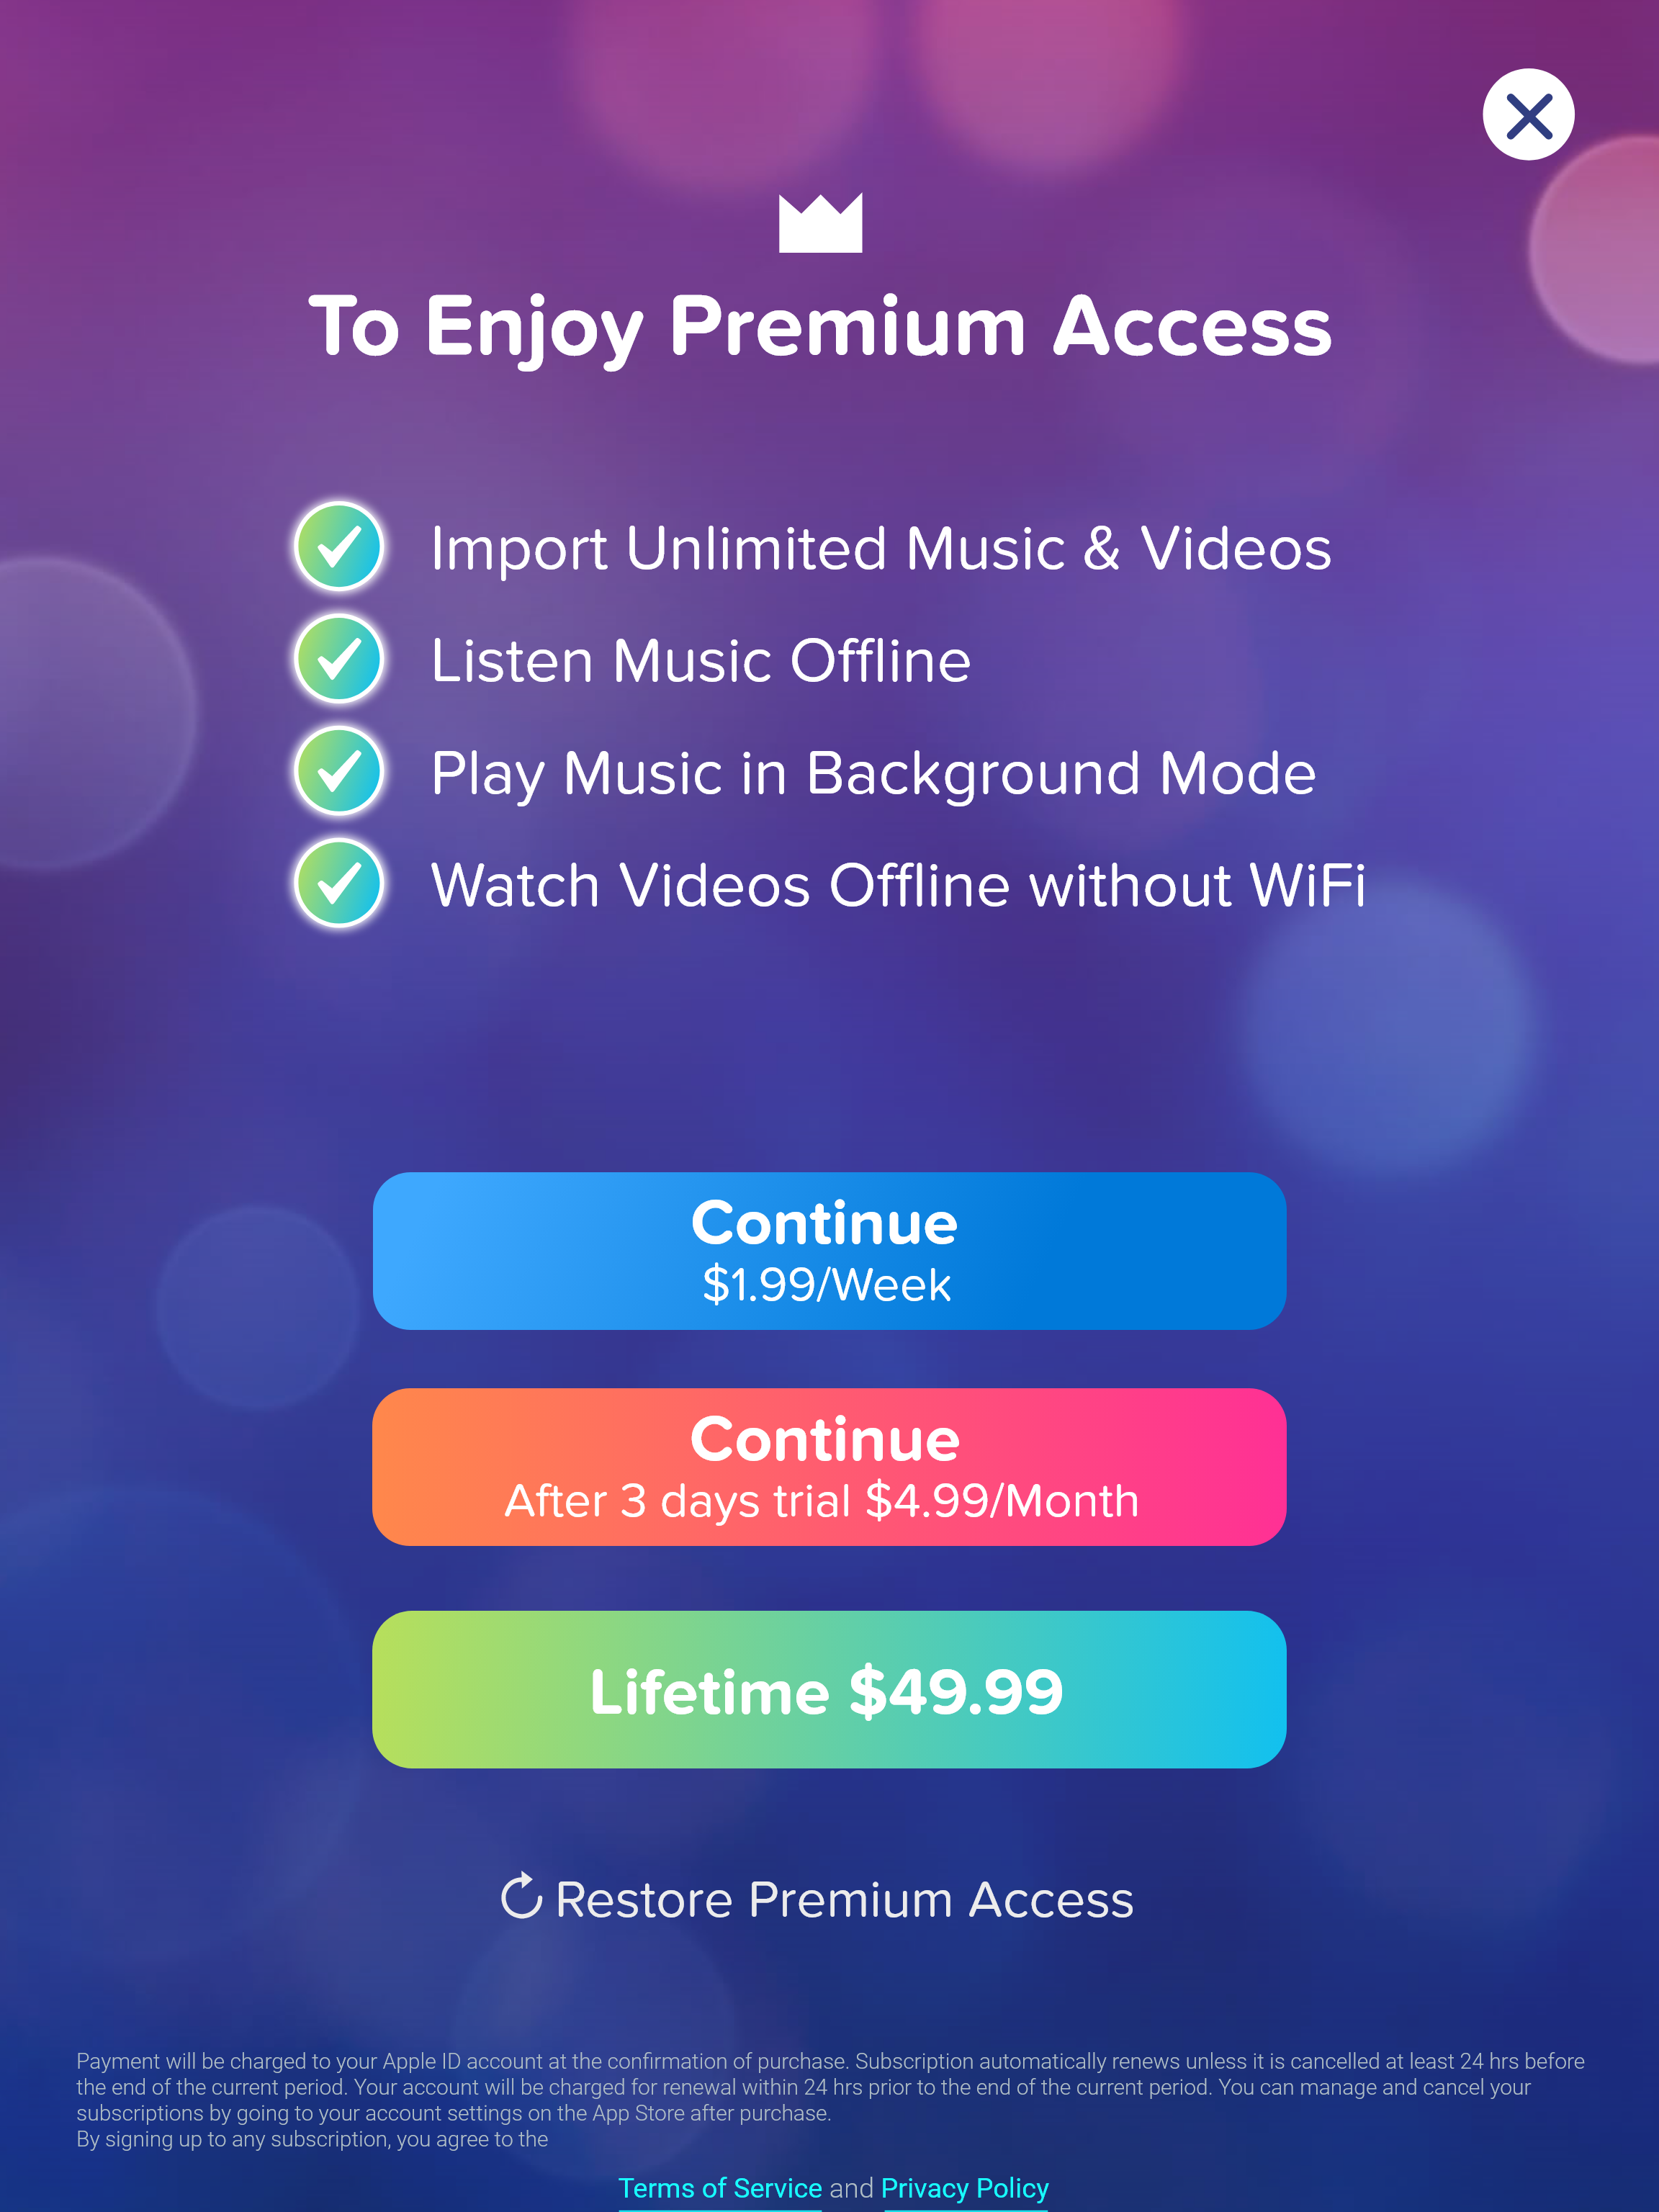 To Enjoy Premium Access
Import Unlimited Music & Videos
Listen Music Offline
Play Music in Background Mode
Watch Videos Offline without WiFi
Continue
$1.99/Week
Continue
After 3 days trial $4.99/Month
Lifetime $49.99
Restore Premium Access
Payment will be charged to your Apple ID account at the confirmation of purchase. Subscription automatically renews unless it is cancelled at least 24 hrs before
the end of the current period. Your account will be charged for renewal within 24 hrs prior to the end of the current period. You can manage and cancel your
subscriptions by going to your account settings on the App Store after purchase.
By signing up to any subscription, you agree to the
Terms of Service and Privacy Policy